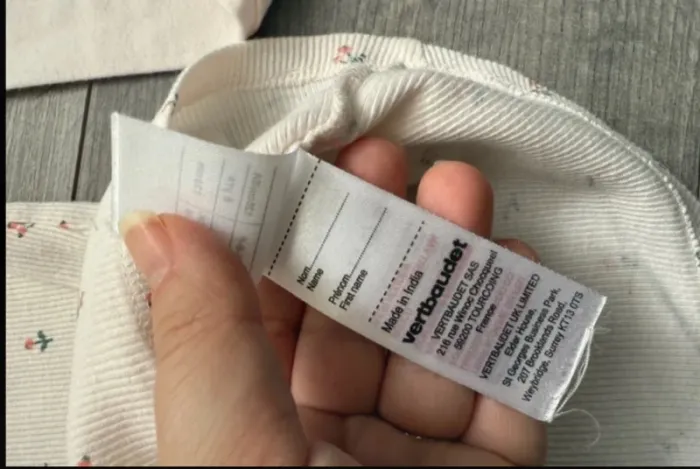 Nom
Name
Prénom
First name
Made in India
vertbaudet
VERTBAUDET SAS
216 rue Winoc Chocqueel
59200 TOURCOING
France
VERTBAUDET UK LIMITED
Elder House,
St Georges Business Park,
207 Brooklands Road,
Weybridge, Surrey KT13 0TS